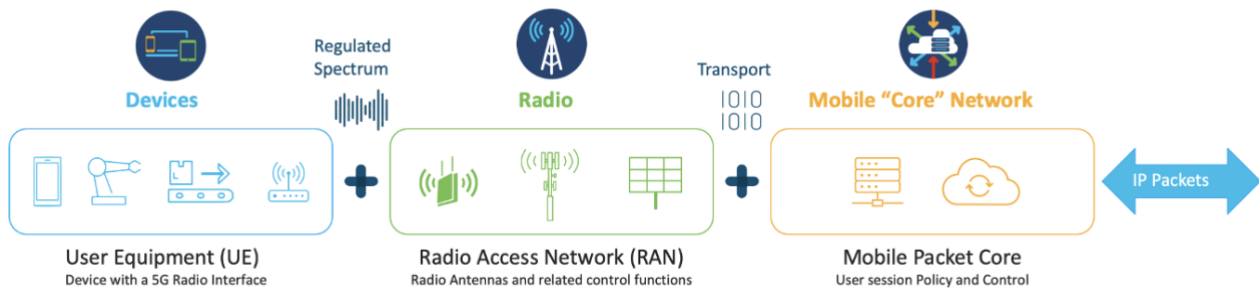 Devices
Regulated
Spectrum
Radio
Transport
1010
1010
Mobile “Core” Network
IP Packets
User Equipment (UE)
Device with a 5G Radio Interface
Radio Access Network (RAN)
Radio Antennas and related control functions
Mobile Packet Core
User session Policy and Control